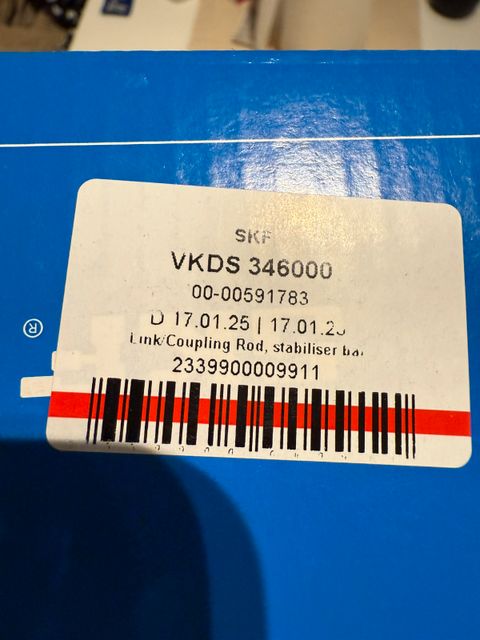 SKF
VKDS 346000
00-00591783
D 17.01.25 | 17.01.25
Link/Coupling Rod, stabiliser bar
2339900009911
®